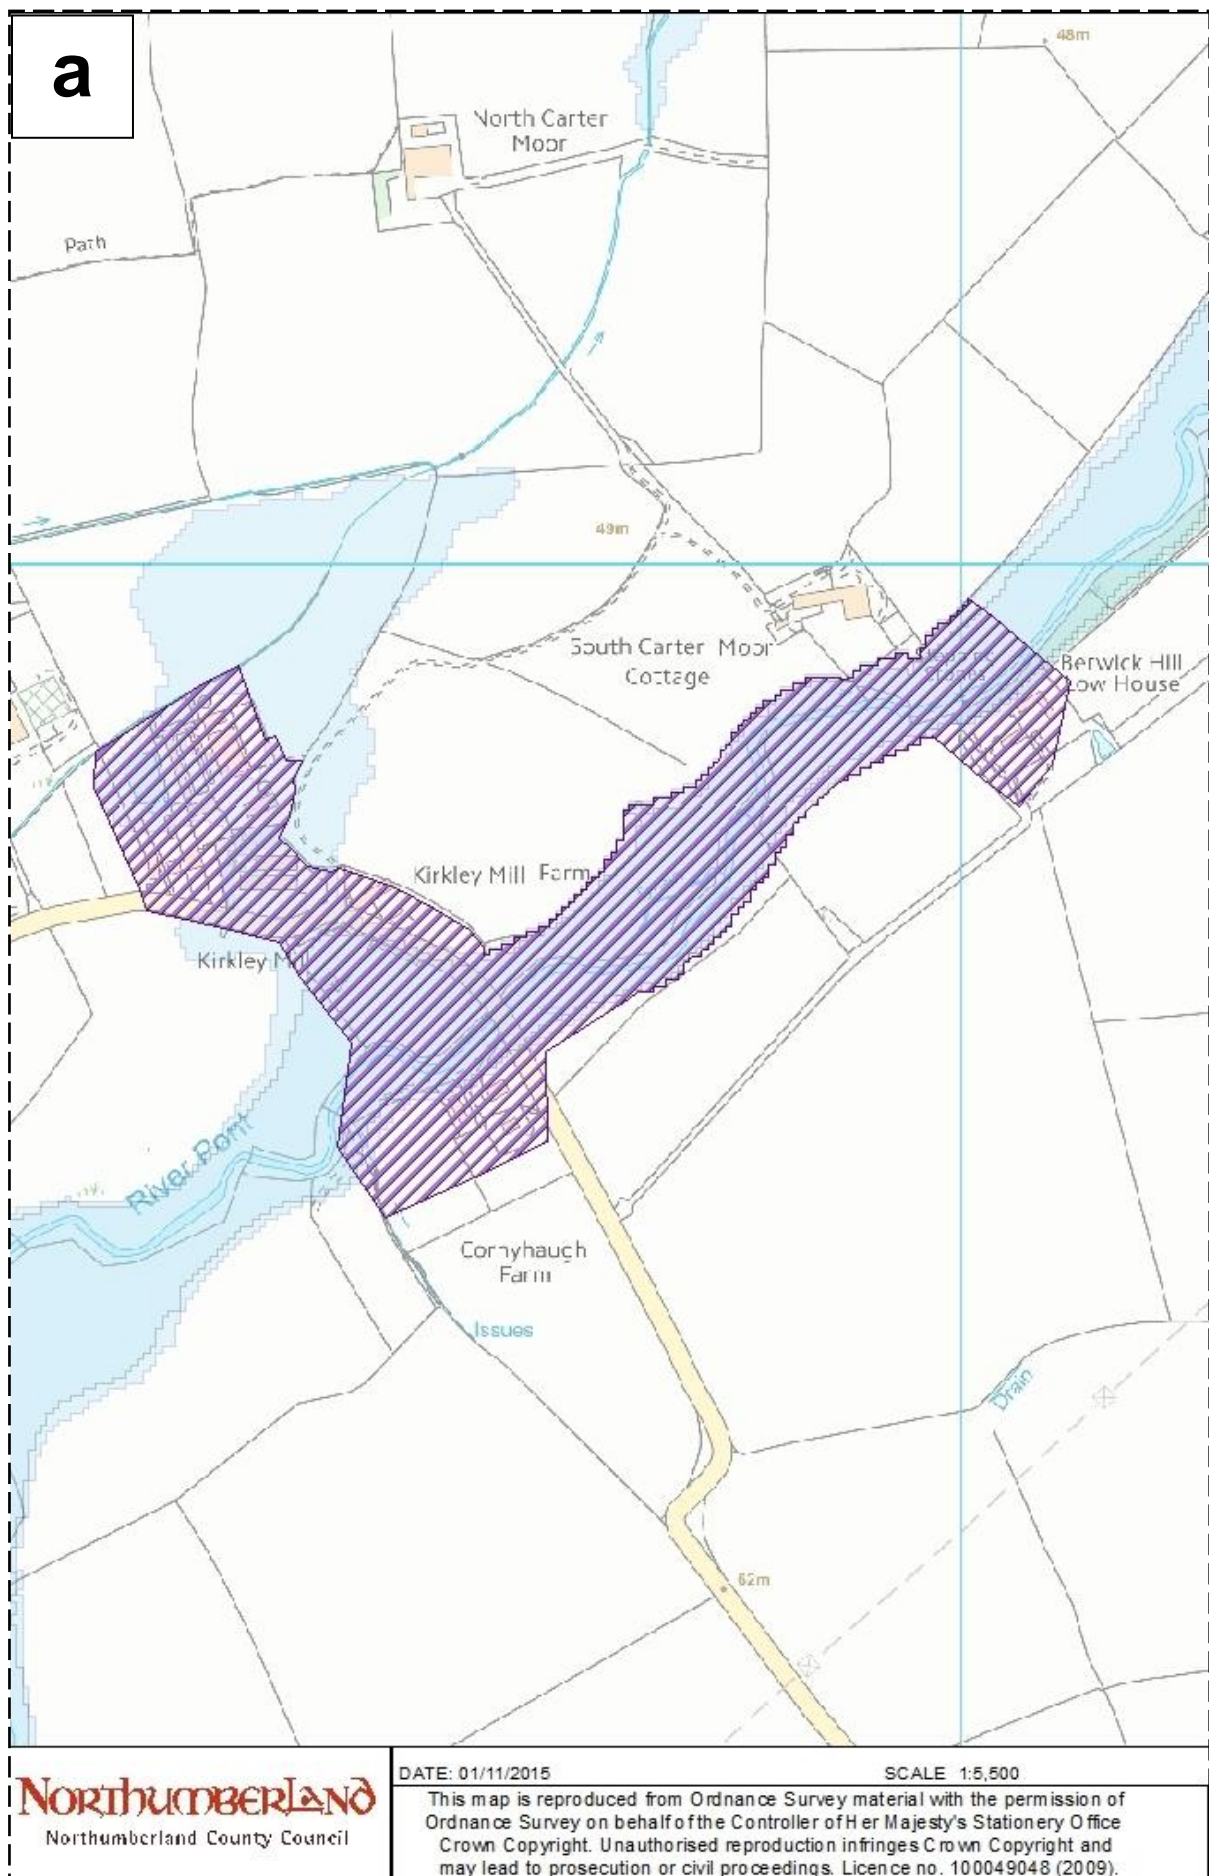 a
48m
North Carter
Moor
Path
49m
South Carter Moor
Cottage
Berwick Hill
Low House
Kirkley Mill Farm
Kirkley Mill
River Pont
Cornyhaugh
Farm
Issues
Drain
62m
NORTHUMBERLAND
Northumberland County Council
DATE: 01/11/2015
SCALE 1:5,500
This map is reproduced from Ordnance Survey material with the permission of
Ordnance Survey on behalf of the Controller of Her Majesty's Stationery Office
Crown Copyright. Unauthorised reproduction infringes Crown Copyright and
may lead to prosecution or civil proceedings. Licence no. 100049048 (2009).